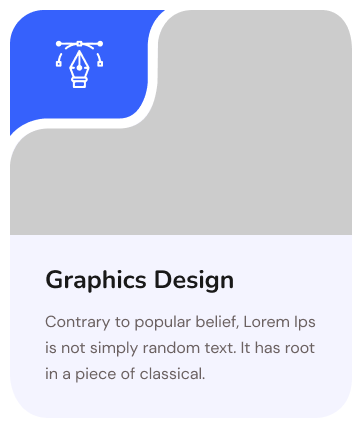 Graphics Design
Contrary to popular belief, Lorem Ips
is not simply random text. It has root
in a piece of classical.